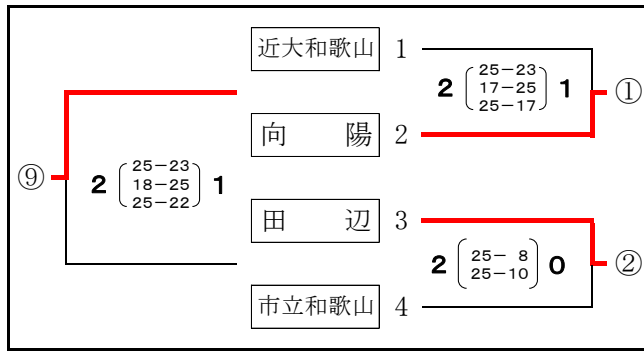 近大和歌山 1
2 25-23 17-25 25-17 1 ①
向 陽 2
⑨ 2 25-23 18-25 25-22 1
田 辺 3
2 25- 8 25-10 0 ②
市立和歌山 4